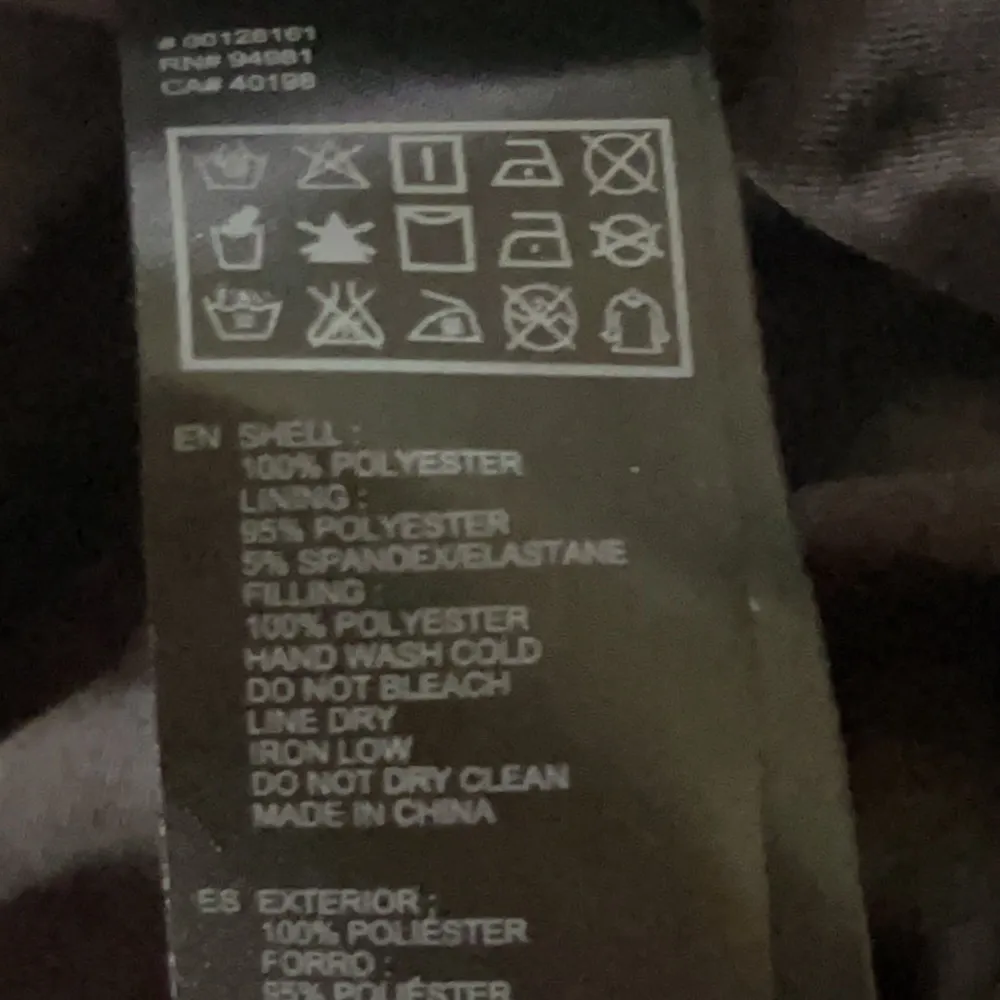 # 00128161
RN# 94981
CA# 40198
EN SHELL :
100% POLYESTER
LINING :
95% POLYESTER
5% SPANDEX/ELASTANE
FILLING :
100% POLYESTER
HAND WASH COLD
DO NOT BLEACH
LINE DRY
IRON LOW
DO NOT DRY CLEAN
MADE IN CHINA
ES EXTERIOR :
100% POLIÉSTER
FORRO :
95% POLIÉSTER